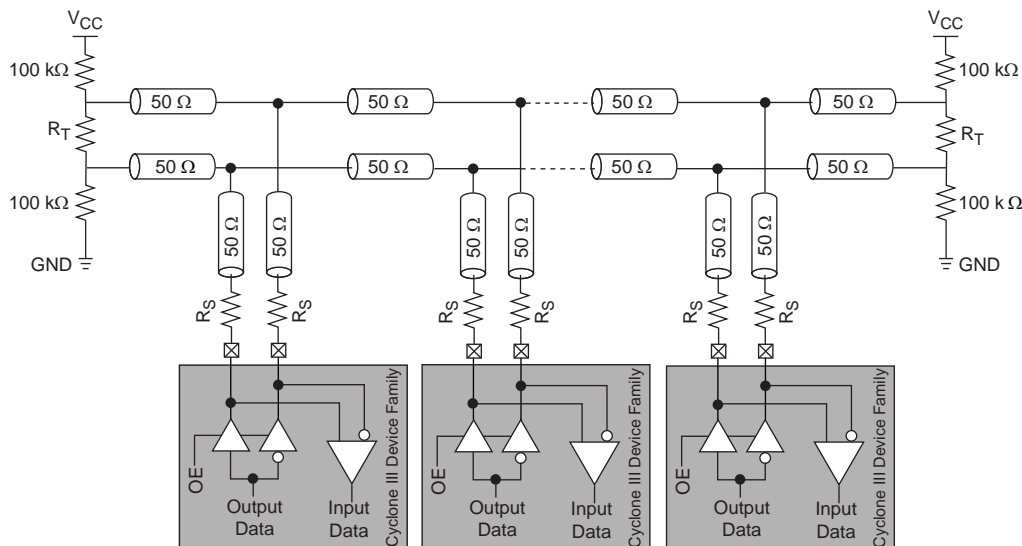 VCC
VCC
100 kΩ
100 kΩ
50 Ω
50 Ω
50 Ω
50 Ω
RT
RT
50 Ω
50 Ω
50 Ω
50 Ω
100 kΩ
100 k Ω
50 Ω
50 Ω
50 Ω
50 Ω
50 Ω
50 Ω
GND
GND
RS
RS
RS
RS
RS
RS
Cyclone III Device Family
Cyclone III Device Family
Cyclone III Device Family
OE
OE
OE
Output
Data
Input
Data
Output
Data
Input
Data
Output
Data
Input
Data